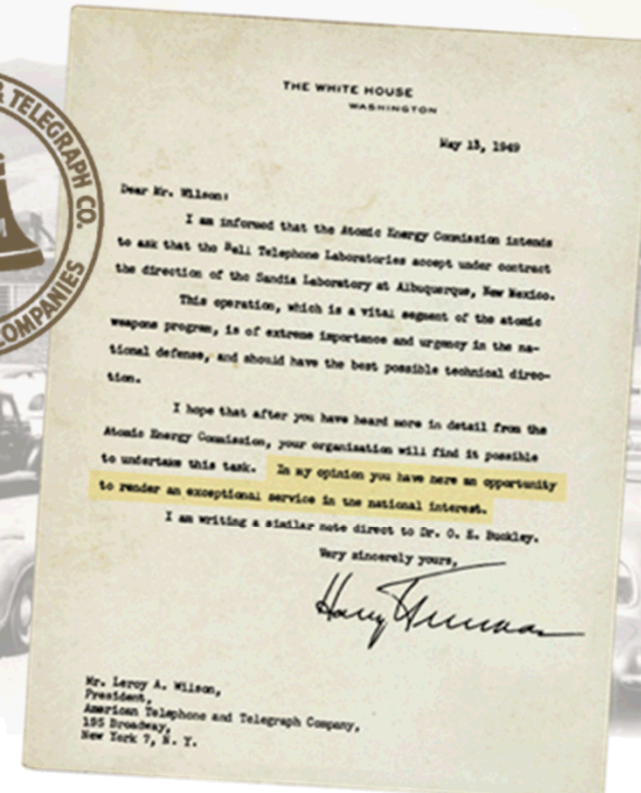 & TELEGRAPH CO.
COMPANIES
THE WHITE HOUSE
WASHINGTON
May 13, 1949
Dear Mr. Wilson:
I am informed that the Atomic Energy Commission intends
to ask that the Bell Telephone Laboratories accept under contract
the direction of the Sandia Laboratory at Albuquerque, New Mexico.
This operation, which is a vital segment of the atomic
weapons program, is of extreme importance and urgency in the na-
tional defense, and should have the best possible technical direc-
tion.
I hope that after you have heard more in detail from the
Atomic Energy Commission, your organization will find it possible
to undertake this task. In my opinion you have here an opportunity
to render an exceptional service in the national interest.
I am writing a similar note direct to Dr. O. E. Buckley.
Very sincerely yours,
Harry Truman
Mr. Leroy A. Wilson,
President,
American Telephone and Telegraph Company,
195 Broadway,
New York 7, N. Y.